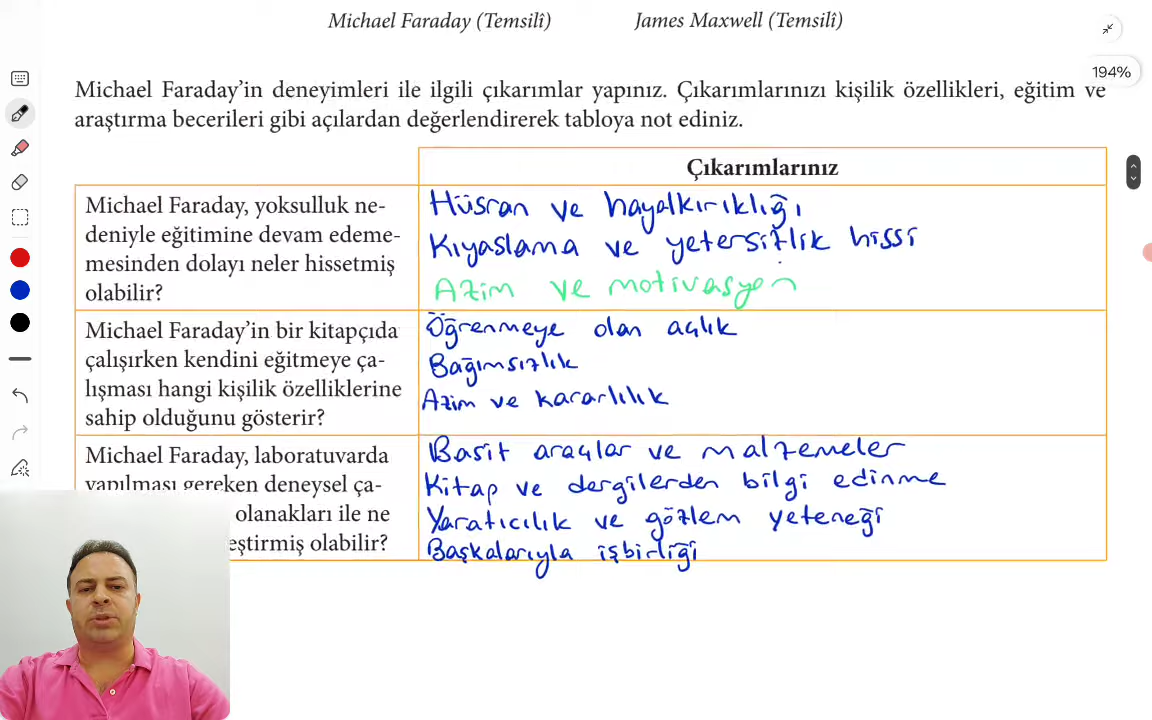 Michael Faraday (Temsilî) James Maxwell (Temsilî)
194%
Michael Faraday’in deneyimleri ile ilgili çıkarımlar yapınız. Çıkarımlarınızı kişilik özellikleri, eğitim ve
araştırma becerileri gibi açılardan değerlendirerek tabloya not ediniz.
Çıkarımlarınız
Michael Faraday, yoksulluk ne-
deniyle eğitimine devam edeme-
mesinden dolayı neler hissetmiş
olabilir?
Hüsran ve hayalkırıklığı
Kıyaslama ve yetersizlik hissi
Azim ve motivasyon
Michael Faraday’in bir kitapçıda
çalışırken kendini eğitmeye ça-
lışması hangi kişilik özelliklerine
sahip olduğunu gösterir?
Öğrenmeye olan açlık
Bağımsızlık
Azim ve kararlılık
Michael Faraday, laboratuvarda
yapılması gereken deneysel ça-
olanakları ile ne
eştirmiş olabilir?
Basit araçlar ve malzemeler
Kitap ve dergilerden bilgi edinme
Yaratıcılık ve gözlem yeteneği
Başkalarıyla işbirliği